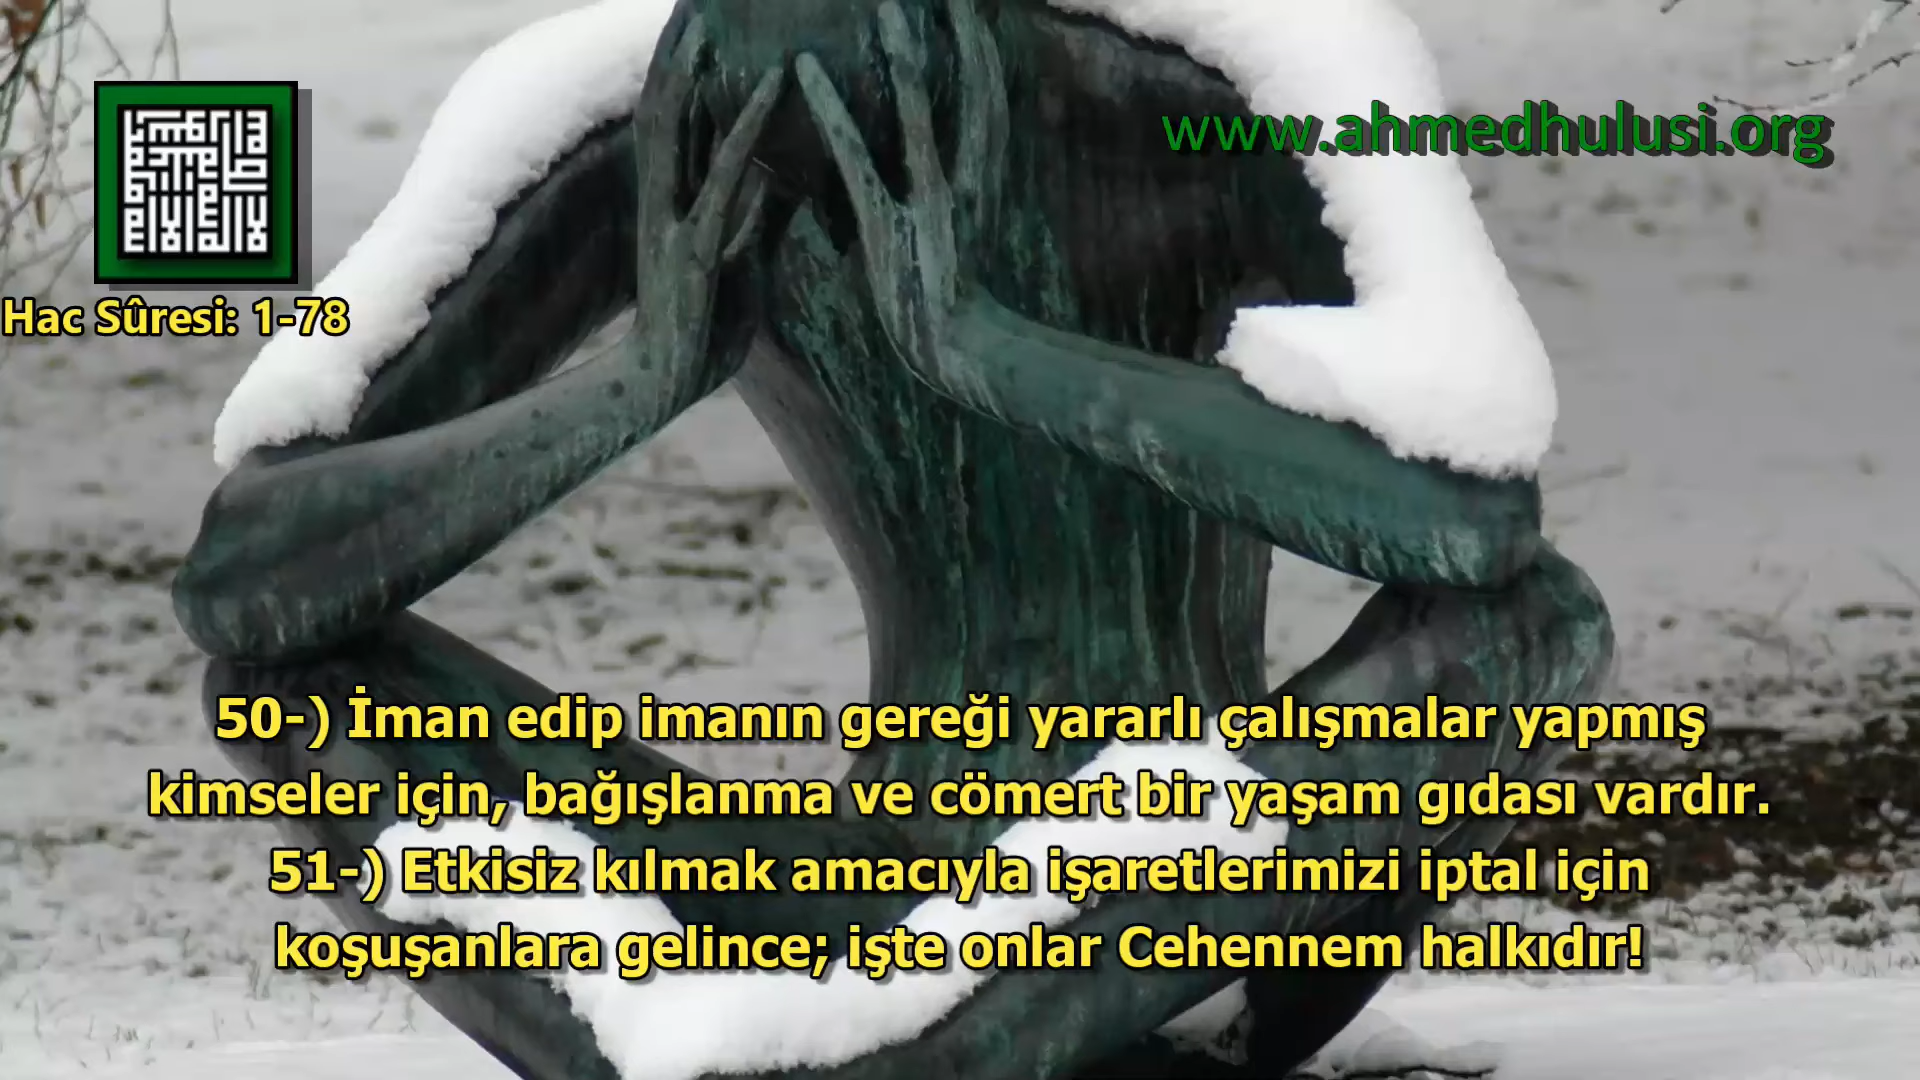 www.ahmedhulusi.org
Hac Sûresi: 1-78
50-) İman edip imanın gereği yararlı çalışmalar yapmış
kimseler için, bağışlanma ve cömert bir yaşam gıdası vardır.
51-) Etkisiz kılmak amacıyla işaretlerimizi iptal için
koşuşanlara gelince; işte onlar Cehennem halkıdır!